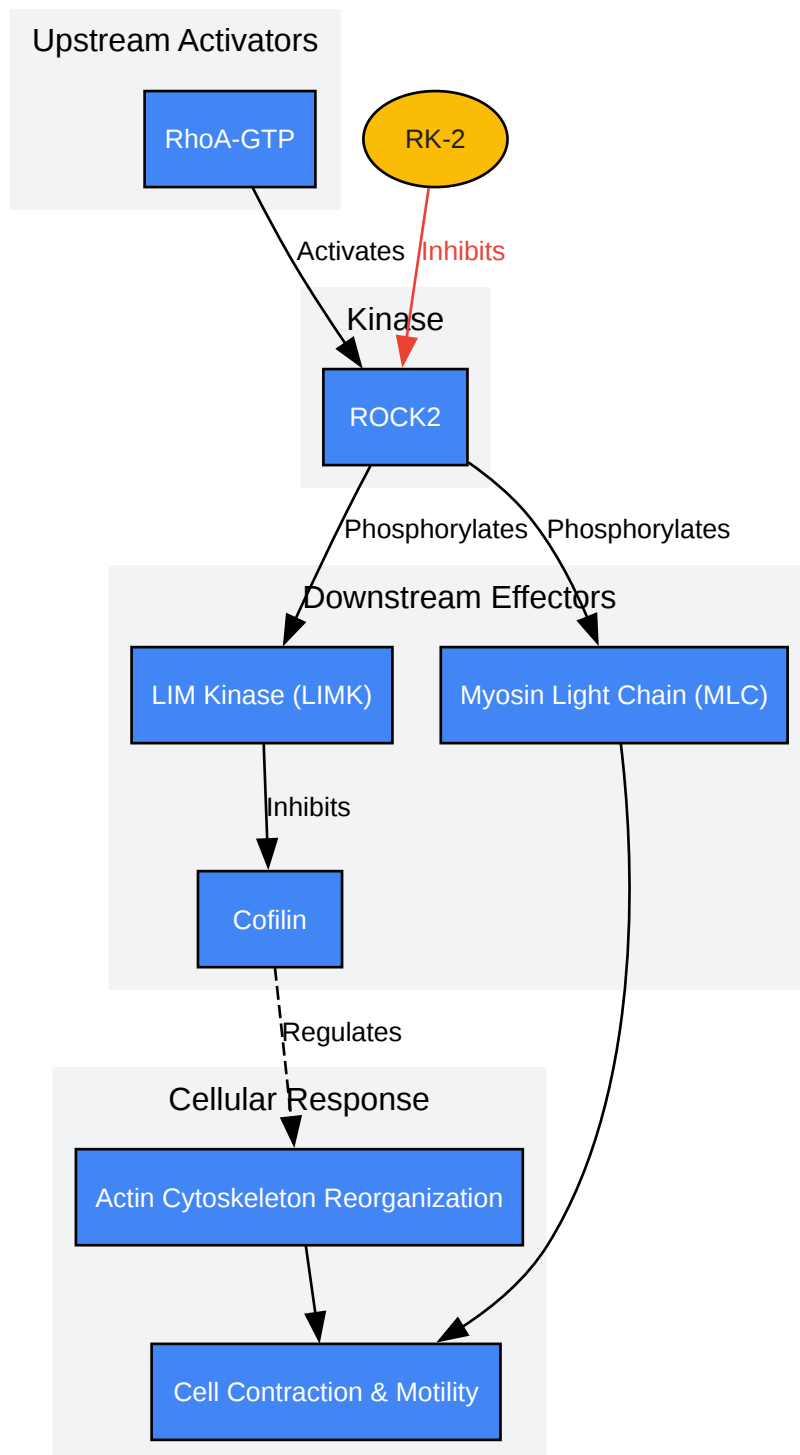 Upstream Activators
RhoA-GTP
RK-2
Activates
Inhibits
Kinase
ROCK2
Phosphorylates
Phosphorylates
Downstream Effectors
LIM Kinase (LIMK)
Myosin Light Chain (MLC)
Inhibits
Cofilin
Regulates
Cellular Response
Actin Cytoskeleton Reorganization
Cell Contraction & Motility